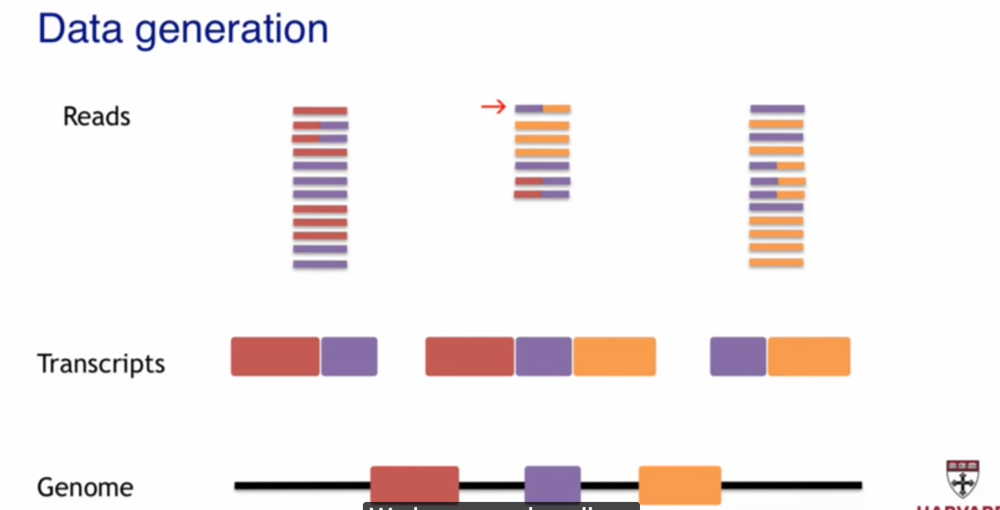 Data generation
Reads
Transcripts
Genome